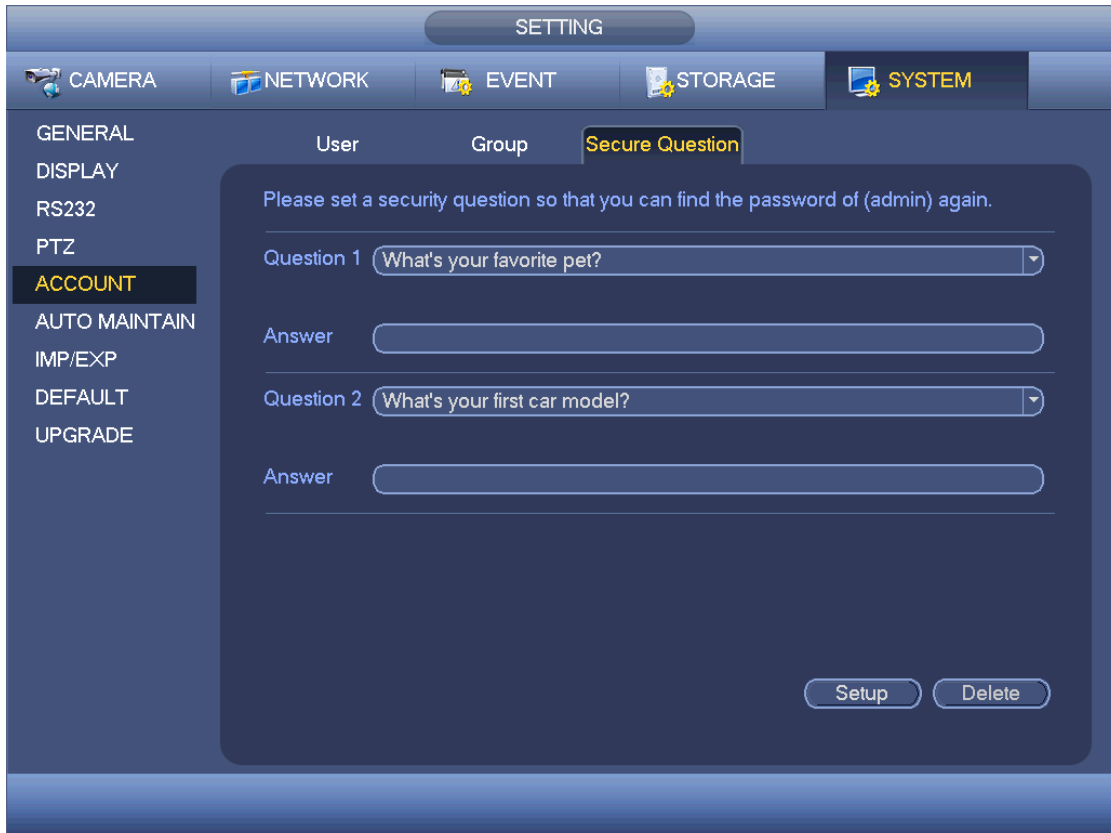 SETTING
CAMERA NETWORK EVENT STORAGE SYSTEM
GENERAL
DISPLAY
RS232
PTZ
ACCOUNT
AUTO MAINTAIN
IMP/EXP
DEFAULT
UPGRADE
User Group Secure Question
Please set a security question so that you can find the password of (admin) again.
Question 1 What's your favorite pet?
Answer
Question 2 What's your first car model?
Answer
Setup Delete